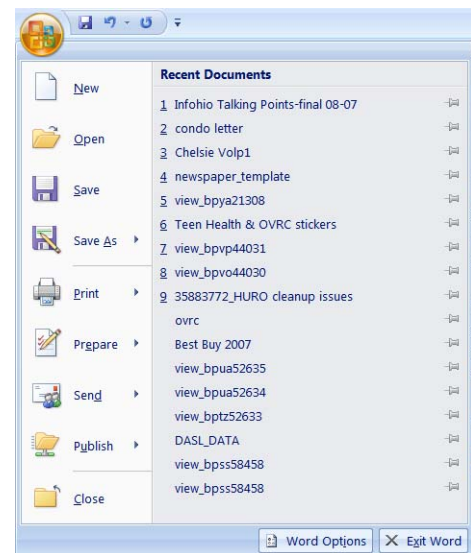 New
Open
Save
Save As
Print
Prepare
Send
Publish
Close
Recent Documents
1 Infohio Talking Points-final 08-07
2 condo letter
3 Chelsie Volp1
4 newspaper_template
5 view_bpya21308
6 Teen Health & OVRC stickers
7 view_bpvp44031
8 view_bpvo44030
9 35883772_HURO cleanup issues
ovrc
Best Buy 2007
view_bpua52635
view_bpua52634
view_bptz52633
DASL_DATA
view_bpss58458
view_bpss58458
Word Options
Exit Word